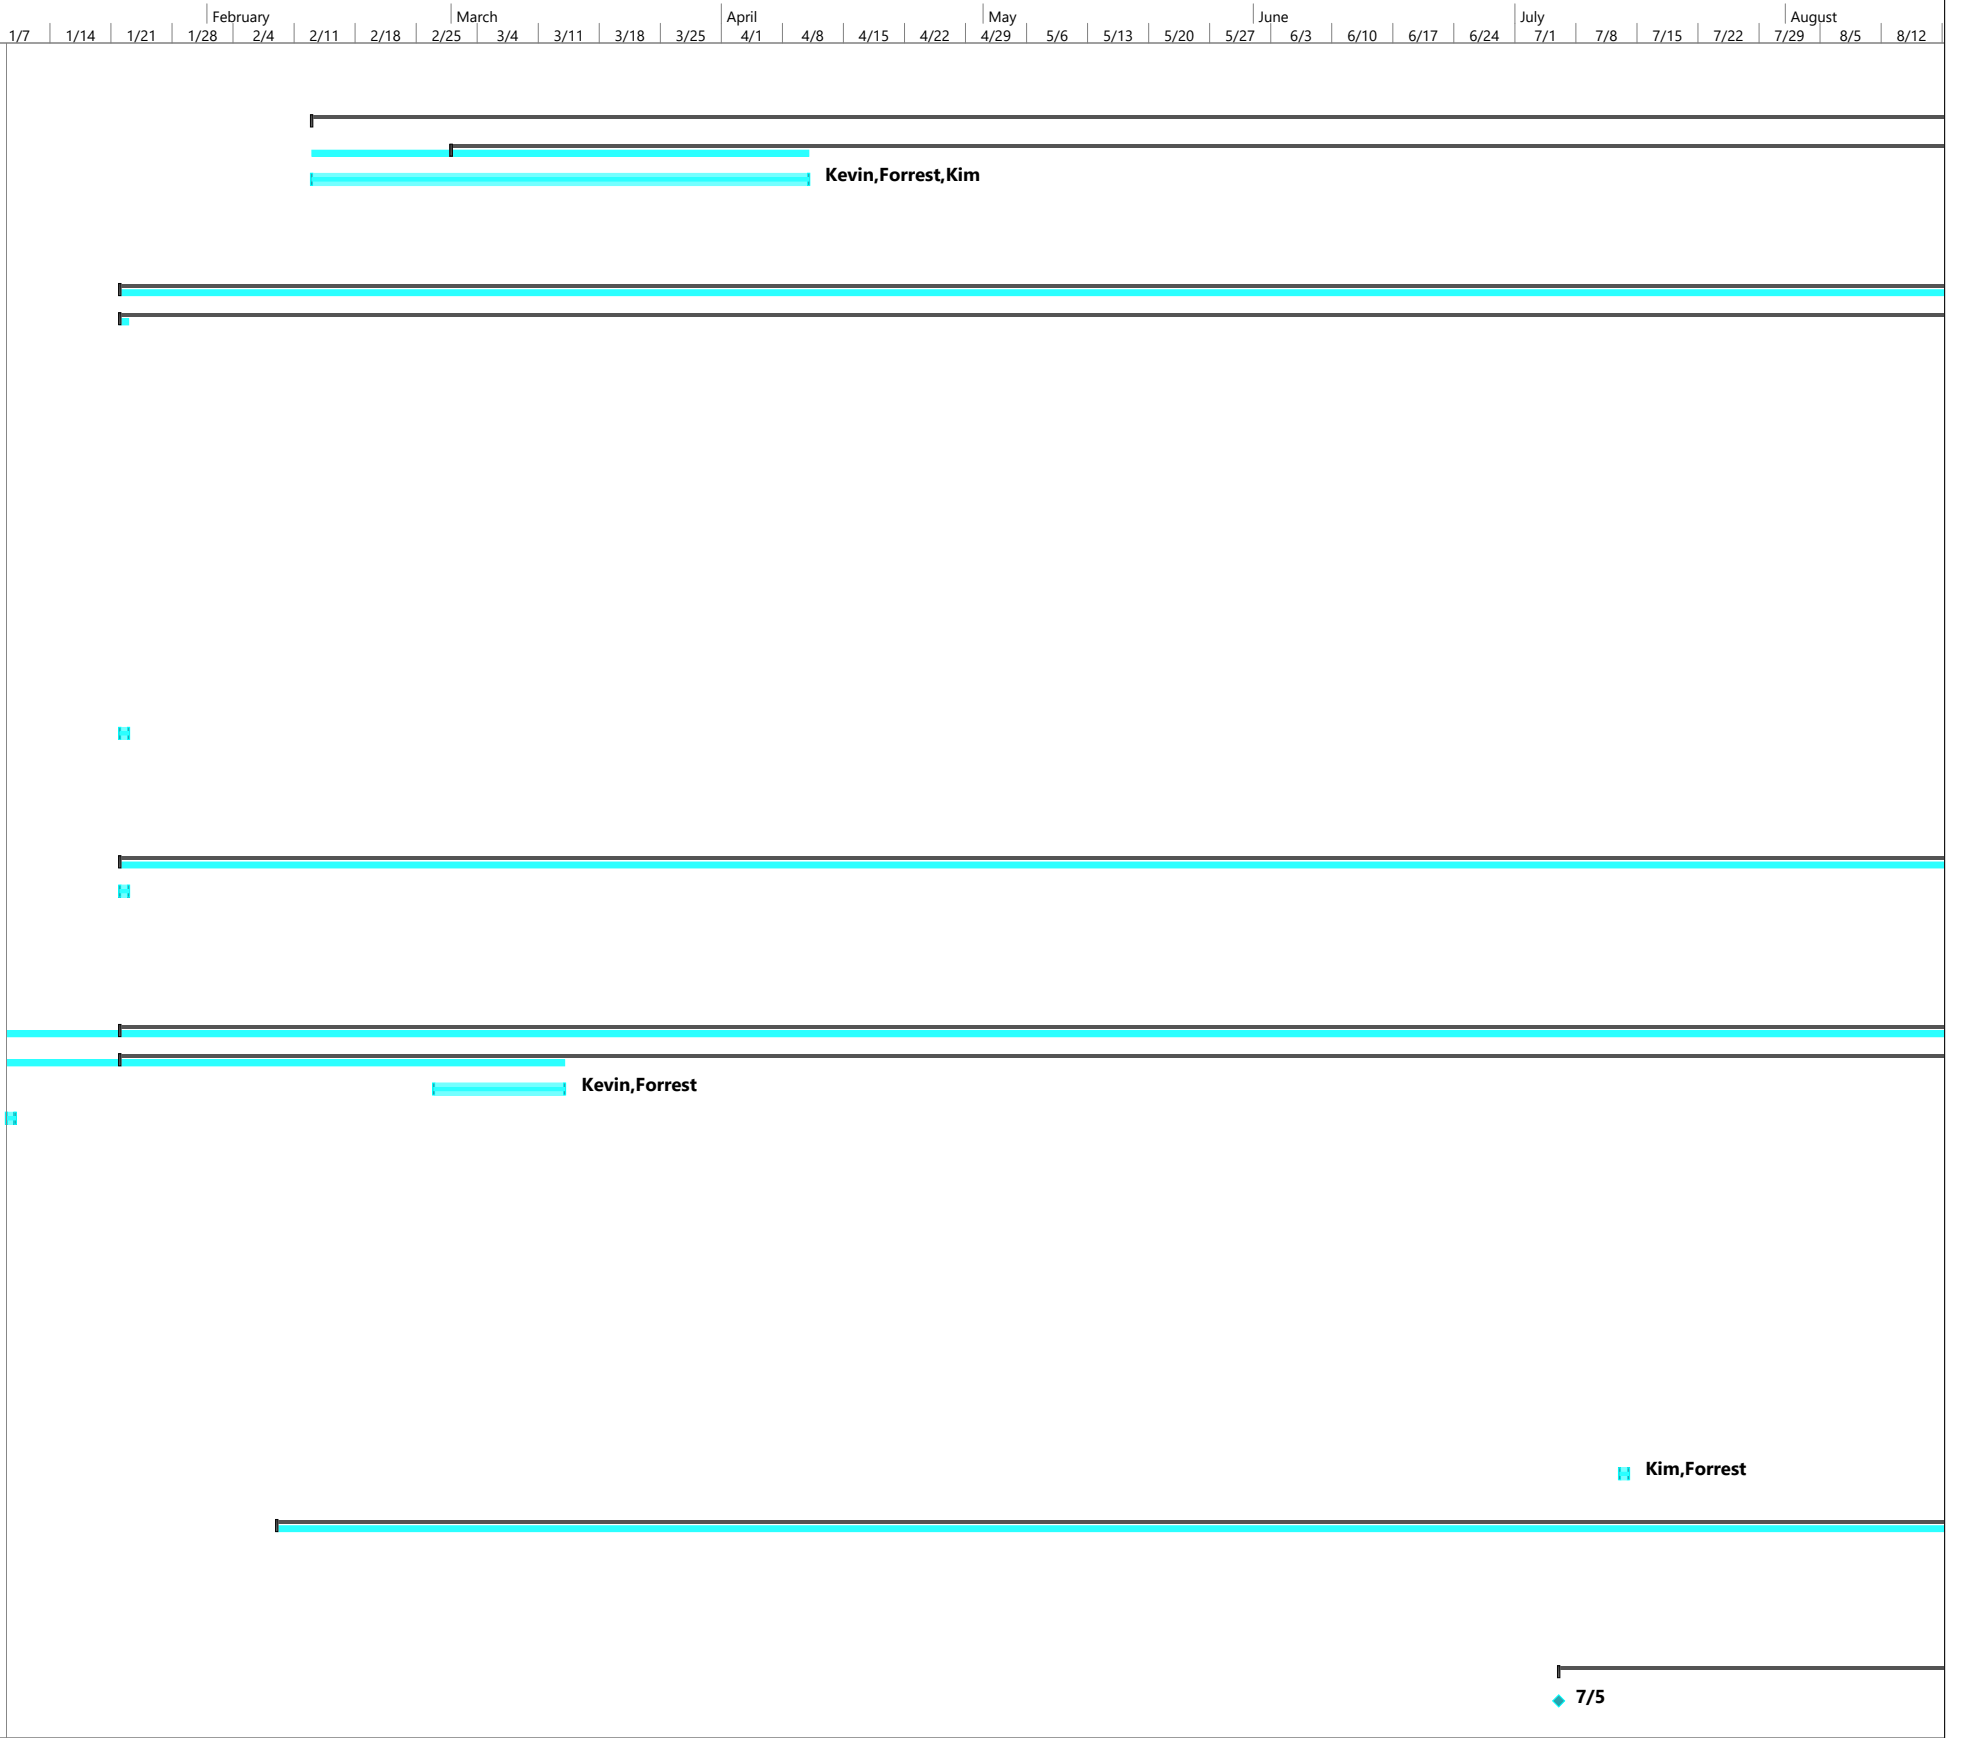 February March April May June July August
1/7 1/14 1/21 1/28 2/4 2/11 2/18 2/25 3/4 3/11 3/18 3/25 4/1 4/8 4/15 4/22 4/29 5/6 5/13 5/20 5/27 6/3 6/10 6/17 6/24 7/1 7/8 7/15 7/22 7/29 8/5 8/12
Kevin,Forrest,Kim
Kevin,Forrest
Kim,Forrest
7/5